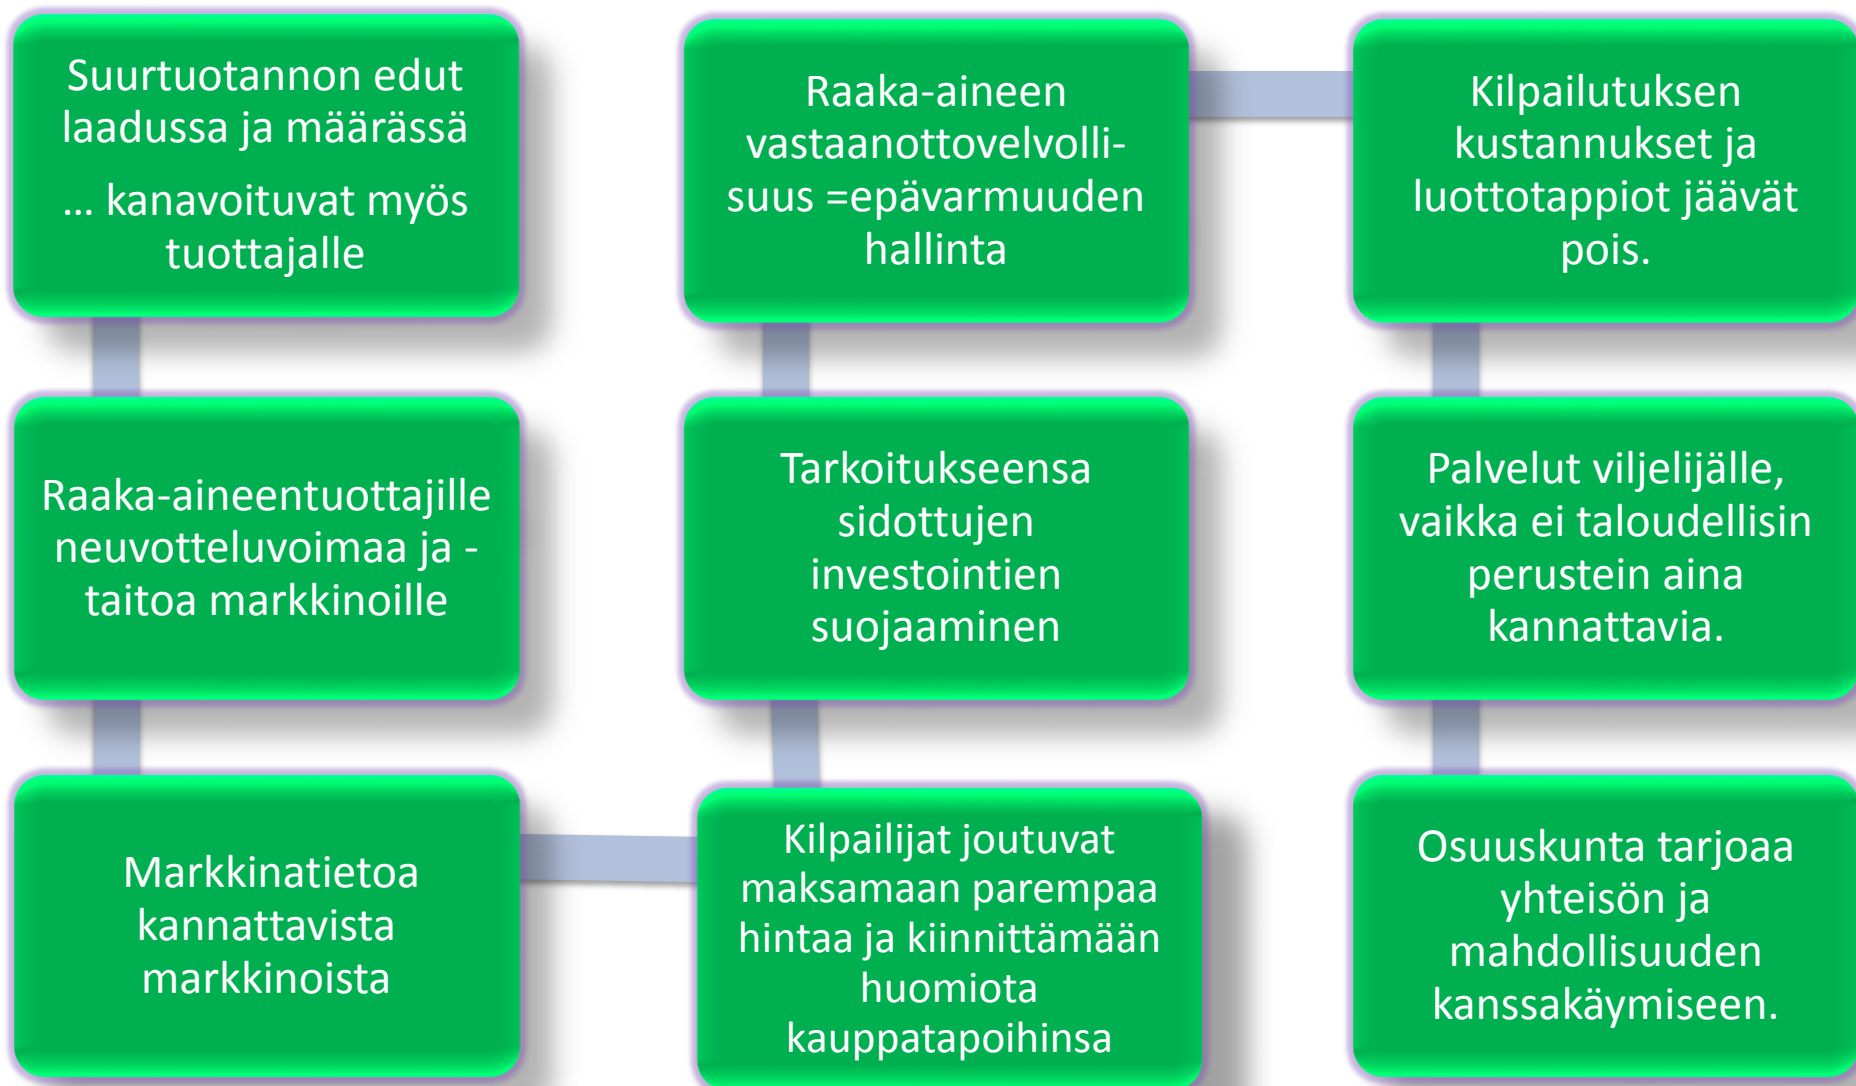 Suurtuotannon edut
laadussa ja määrässä
... kanavoituvat myös
tuottajalle
Raaka-aineentuottajille
neuvotteluvoimaa ja -
taitoa markkinoille
Markkinatietoa
kannattavista
markkinoista
Kilpailijat joutuvat
maksamaan parempaa
hintaa ja kiinnittämään
huomiota
kauppatapoihinsa
Tarkoitukseensa
sidottujen
investointien
suojaaminen
Raaka-aineen
vastaanottovelvolli-
suus =epävarmuuden
hallinta
Kilpailutuksen
kustannukset ja
luottotappiot jäävät
pois.
Palvelut viljelijälle,
vaikka ei taloudellisin
perustein aina
kannattavia.
Osuuskunta tarjoaa
yhteisön ja
mahdollisuuden
kanssakäymiseen.